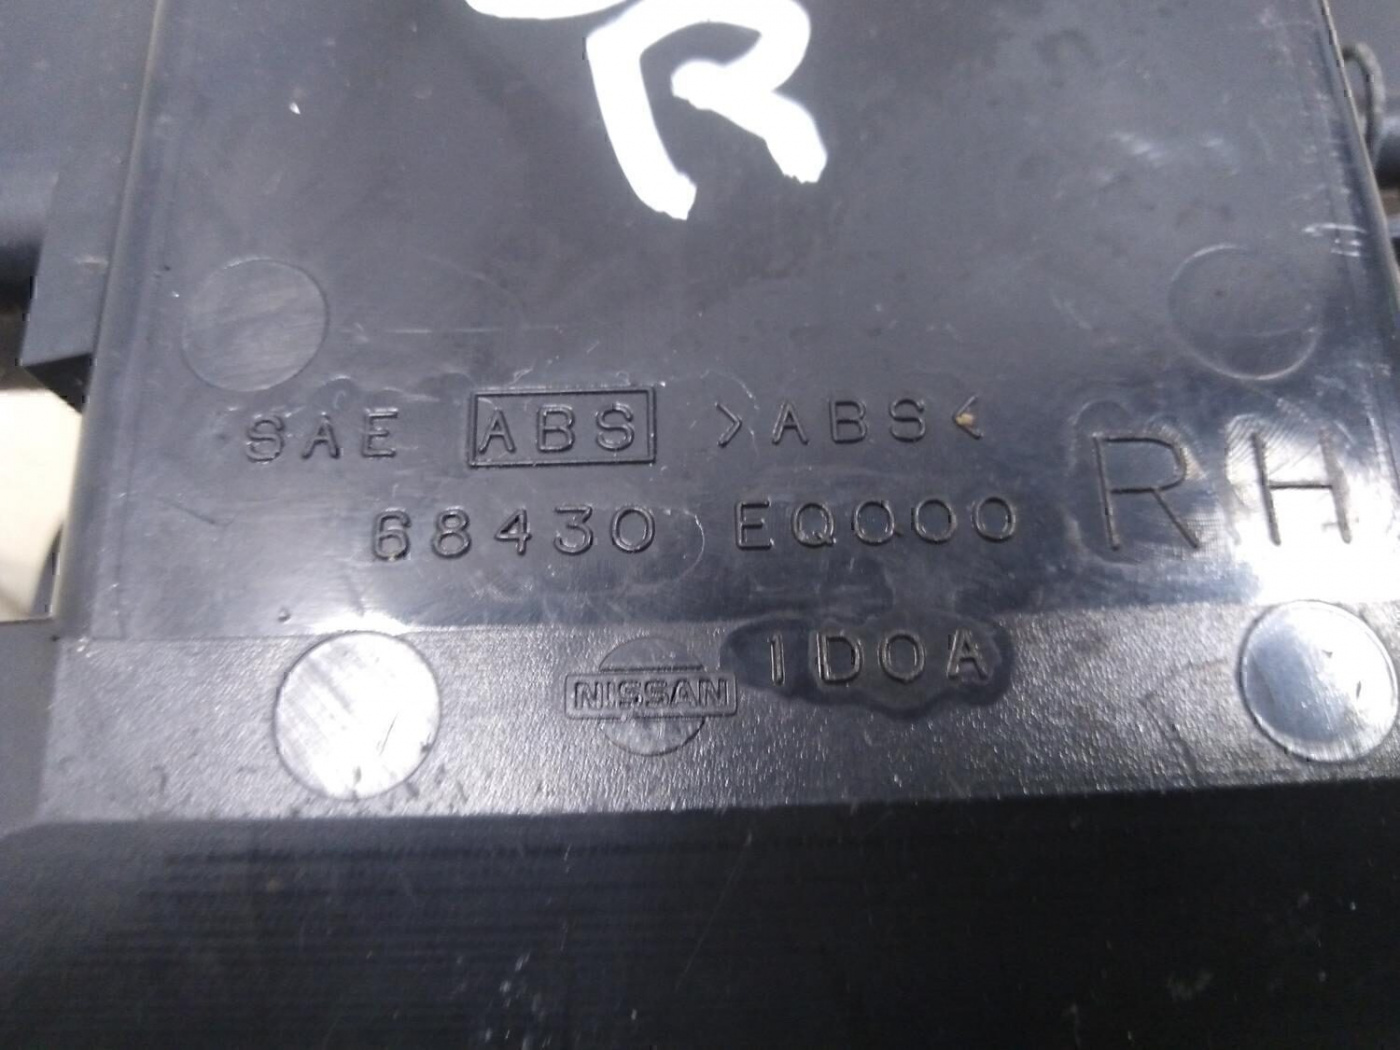 R
SAE ABS >ABS<
68430 EQ000 RH
NISSAN 1D0A